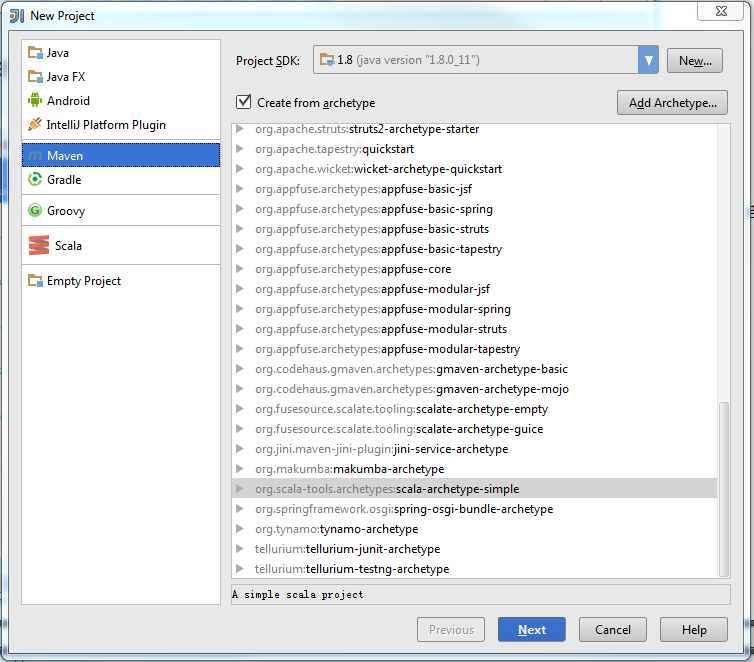 New Project
Java
Java FX
Android
IntelliJ Platform Plugin
Maven
Gradle
Groovy
Scala
Empty Project
Project SDK: 1.8 (java version "1.8.0_11") New...
Create from archetype Add Archetype...
org.apache.struts:struts2-archetype-starter
org.apache.tapestry:quickstart
org.apache.wicket:wicket-archetype-quickstart
org.appfuse.archetypes:appfuse-basic-jsf
org.appfuse.archetypes:appfuse-basic-spring
org.appfuse.archetypes:appfuse-basic-struts
org.appfuse.archetypes:appfuse-basic-tapestry
org.appfuse.archetypes:appfuse-core
org.appfuse.archetypes:appfuse-modular-jsf
org.appfuse.archetypes:appfuse-modular-spring
org.appfuse.archetypes:appfuse-modular-struts
org.appfuse.archetypes:appfuse-modular-tapestry
org.codehaus.gmaven.archetypes:gmaven-archetype-basic
org.codehaus.gmaven.archetypes:gmaven-archetype-mojo
org.fusesource.scalate.tooling:scalate-archetype-empty
org.fusesource.scalate.tooling:scalate-archetype-guice
org.jini.maven-jini-plugin:jini-service-archetype
org.makumba:makumba-archetype
org.scala-tools.archetypes:scala-archetype-simple
org.springframework.osgi:spring-osgi-bundle-archetype
org.tynamo:tynamo-archetype
tellurium:tellurium-junit-archetype
tellurium:tellurium-testng-archetype
A simple scala project
Previous Next Cancel Help